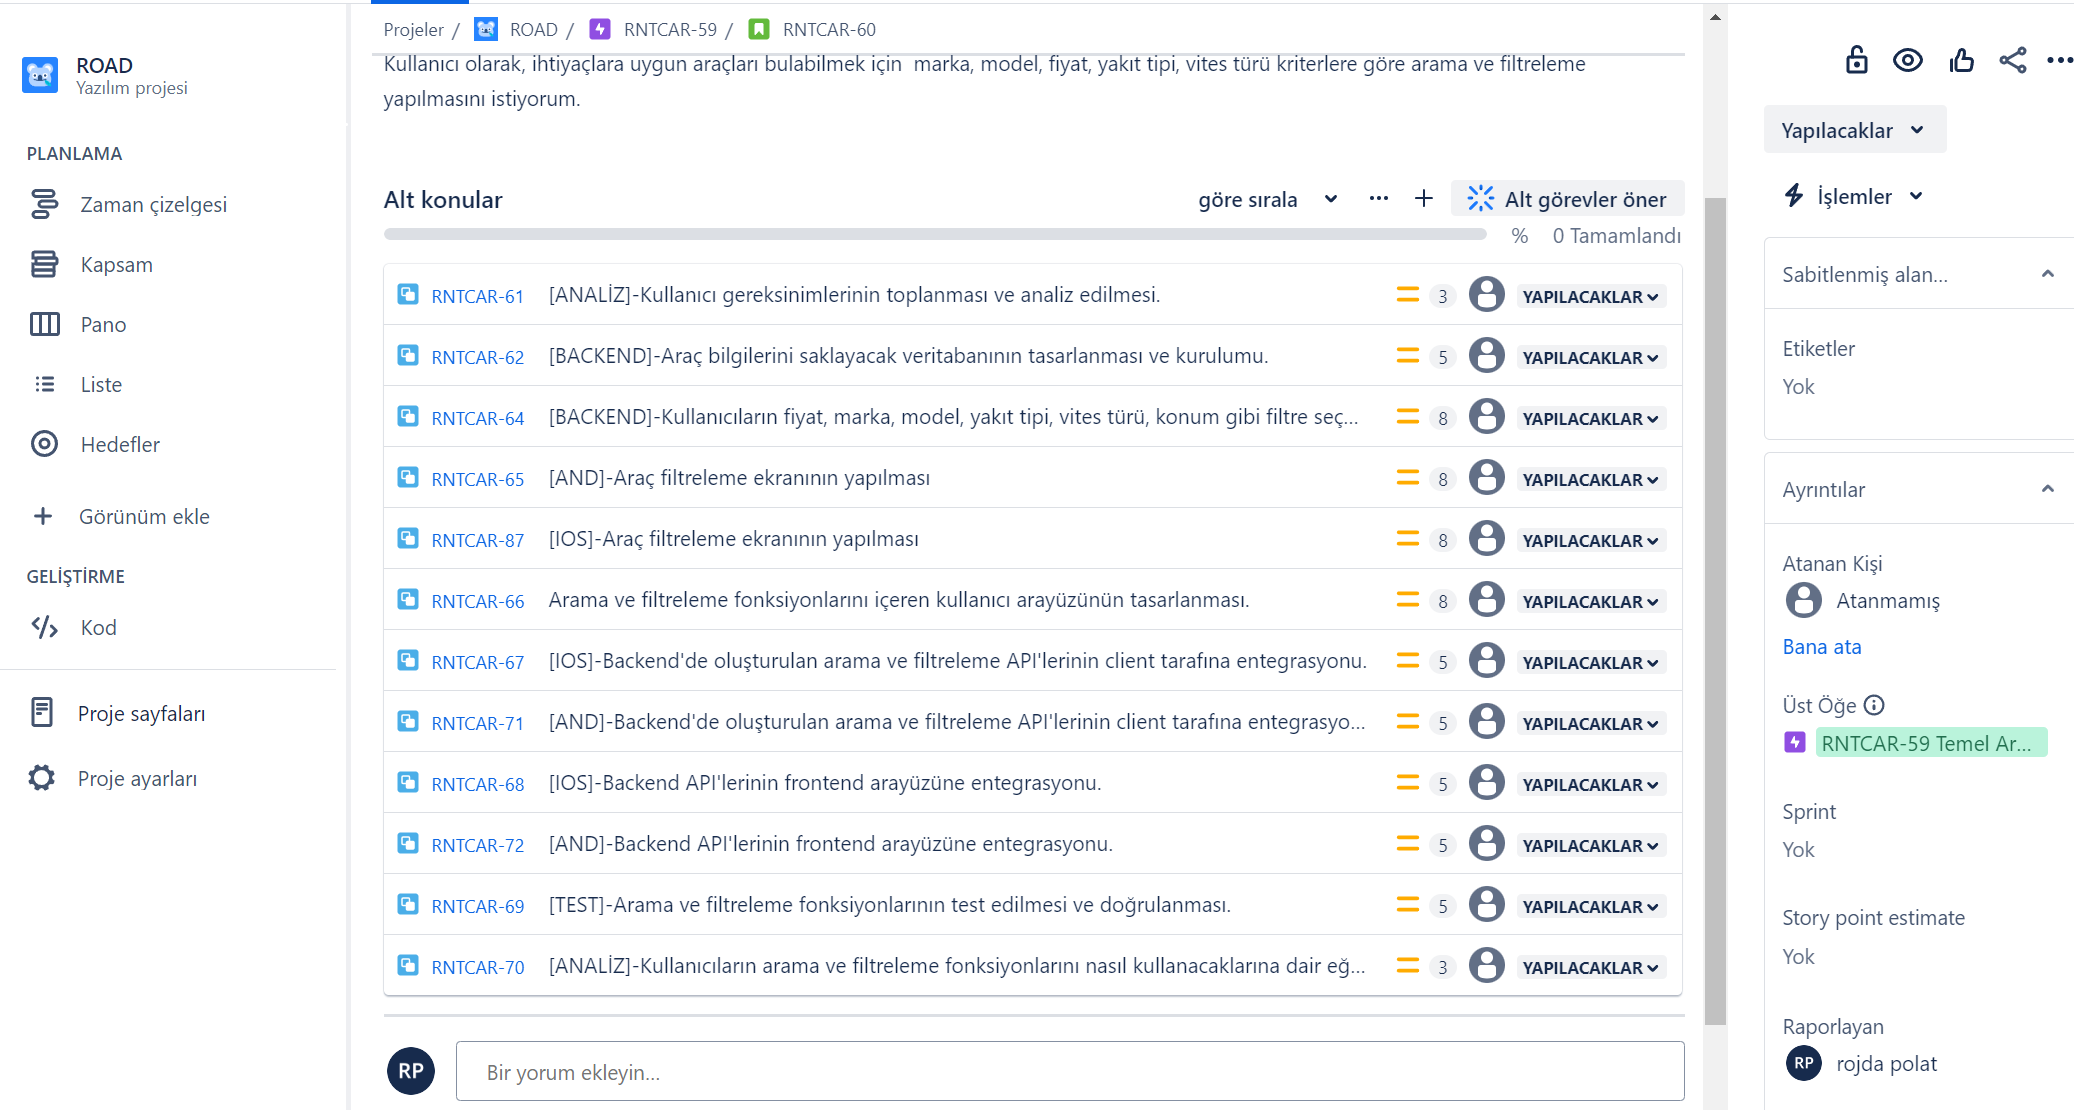 ROAD
Yazılım projesi
PLANLAMA
Zaman çizelgesi
Kapsam
Pano
Liste
Hedefler
Görünüm ekle
GELİŞTİRME
Kod
Proje sayfaları
Proje ayarları
Projeler / ROAD / RNTCAR-59 / RNTCAR-60
Kullanıcı olarak, ihtiyaçlara uygun araçları bulabilmek için marka, model, fiyat, yakıt tipi, vites türü kriterlere göre arama ve filtreleme
yapılmasını istiyorum.
Alt konular göre sırala Alt görevler öner
% 0 Tamamlandı
RNTCAR-61 [ANALİZ]-Kullanıcı gereksinimlerinin toplanması ve analiz edilmesi. 3 YAPILACAKLAR
RNTCAR-62 [BACKEND]-Araç bilgilerini saklayacak veritabanının tasarlanması ve kurulumu. 5 YAPILACAKLAR
RNTCAR-64 [BACKEND]-Kullanıcıların fiyat, marka, model, yakıt tipi, vites türü, konum gibi filtre seç... 8 YAPILACAKLAR
RNTCAR-65 [AND]-Araç filtreleme ekranının yapılması 8 YAPILACAKLAR
RNTCAR-87 [IOS]-Araç filtreleme ekranının yapılması 8 YAPILACAKLAR
RNTCAR-66 Arama ve filtreleme fonksiyonlarını içeren kullanıcı arayüzünün tasarlanması. 8 YAPILACAKLAR
RNTCAR-67 [IOS]-Backend'de oluşturulan arama ve filtreleme API'lerinin client tarafına entegrasyonu. 5 YAPILACAKLAR
RNTCAR-71 [AND]-Backend'de oluşturulan arama ve filtreleme API'lerinin client tarafına entegrasyo... 5 YAPILACAKLAR
RNTCAR-68 [IOS]-Backend API'lerinin frontend arayüzüne entegrasyonu. 5 YAPILACAKLAR
RNTCAR-72 [AND]-Backend API'lerinin frontend arayüzüne entegrasyonu. 5 YAPILACAKLAR
RNTCAR-69 [TEST]-Arama ve filtreleme fonksiyonlarının test edilmesi ve doğrulanması. 5 YAPILACAKLAR
RNTCAR-70 [ANALİZ]-Kullanıcıların arama ve filtreleme fonksiyonlarını nasıl kullanacaklarına dair eğ... 3 YAPILACAKLAR
RP Bir yorum ekleyin...
Yapılacaklar
İşlemler
Sabitlenmiş alan...
Etiketler
Yok
Ayrıntılar
Atanan Kişi
Atanmamış
Bana ata
Üst Öğe
RNTCAR-59 Temel Ar...
Sprint
Yok
Story point estimate
Yok
Raporlayan
RP rojda polat